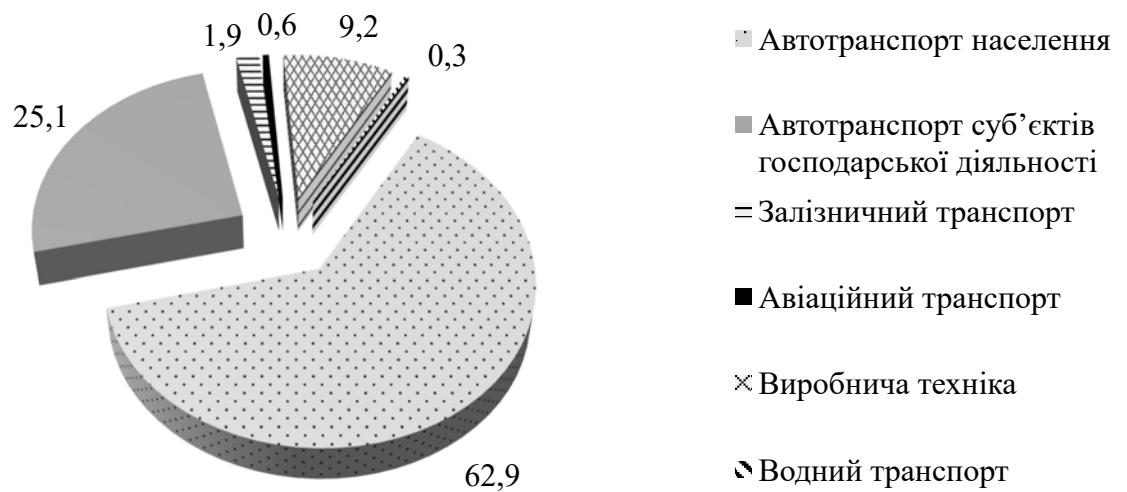 1,9
0,6
9,2
0,3
25,1
62,9
Автотранспорт населення
Автотранспорт суб’єктів
господарської діяльності
Залізничний транспорт
Авіаційний транспорт
Виробнича техніка
Водний транспорт